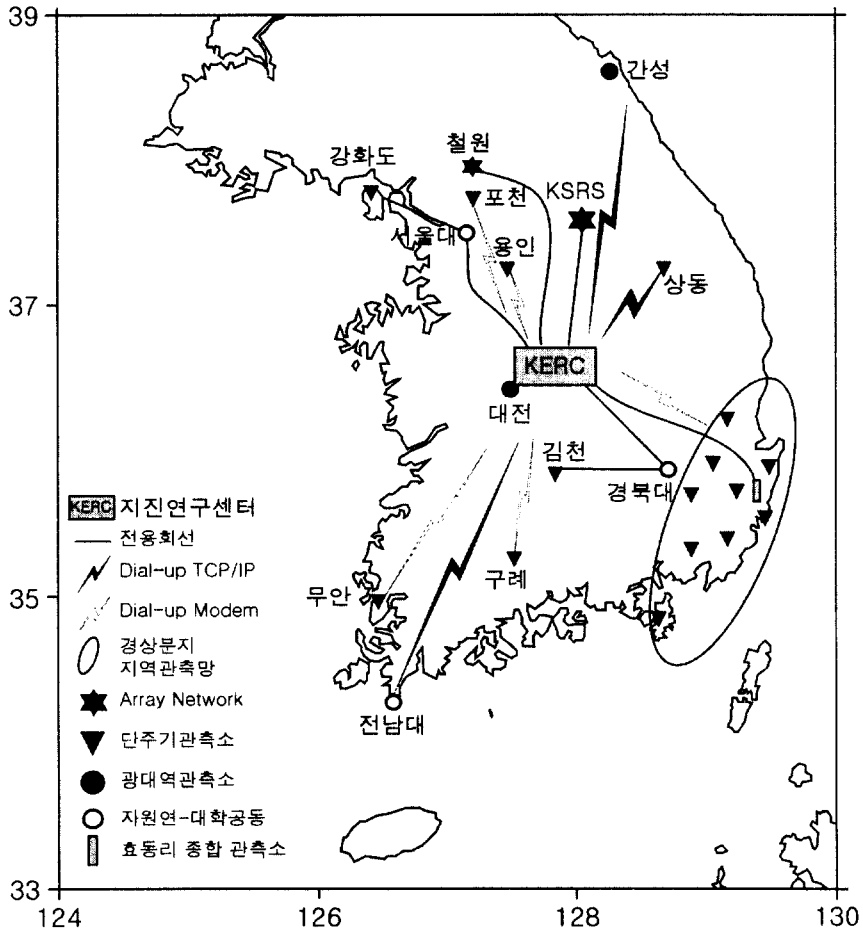 39
간성
철원
강화도
KSRS
포천
서울대
용인
상동
37
KERC
대전
김천
경북대
KERC 지진연구센터
전용회선
Dial-up TCP/IP
구례
Dial-up Modem
무안
35
경상분지
지역관측망
Array Network
전남대
단주기관측소
광대역관측소
자원연-대학공동
효동리 종합 관측소
33
124
126
128
130